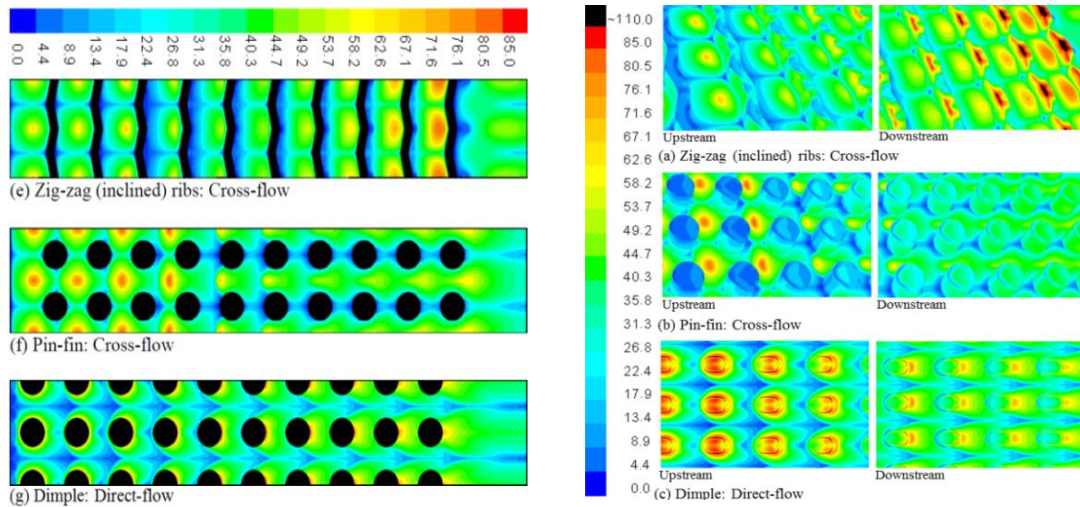 0.0 4.4 8.9 13.4 22.4 26.8 31.3 35.8 40.3 44.7 49.2 53.7 62.6 67.1 71.6 76.1 80.5 85.0
(e) Zig-zag (inclined) ribs: Cross-flow
(f) Pin-fin: Cross-flow
(g) Dimple: Direct-flow
~110.0
85.0
80.5
76.1
71.6
67.1
62.6
58.2
53.7
49.2
44.7
40.3
35.8
31.3
26.8
22.4
17.9
13.4
8.9
4.4
0.0
Upstream Downstream
(a) Zig-zag (inclined) ribs: Cross-flow
Upstream Downstream
(b) Pin-fin: Cross-flow
Upstream Downstream
(c) Dimple: Direct-flow